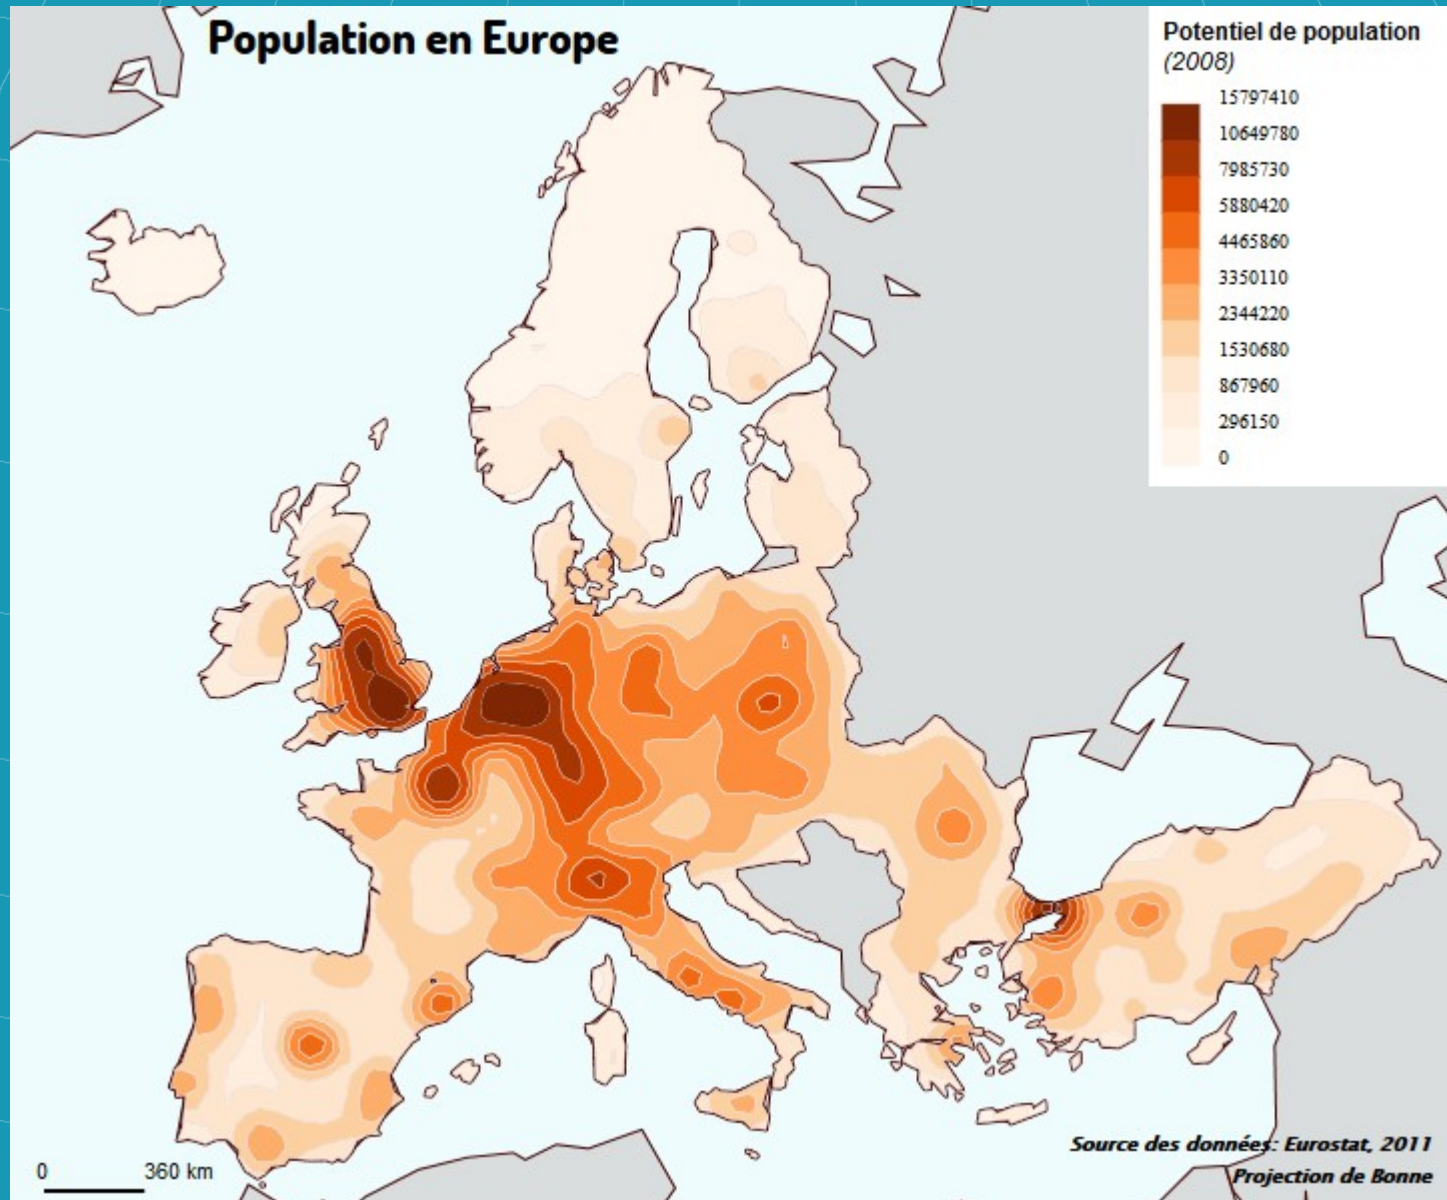 Population en Europe
Potentiel de population
(2008)
15797410
10649780
7985730
5880420
4465860
3350110
2344220
1530680
867960
296150
0
Source des données: Eurostat, 2011
Projection de Bonne
0 360 km